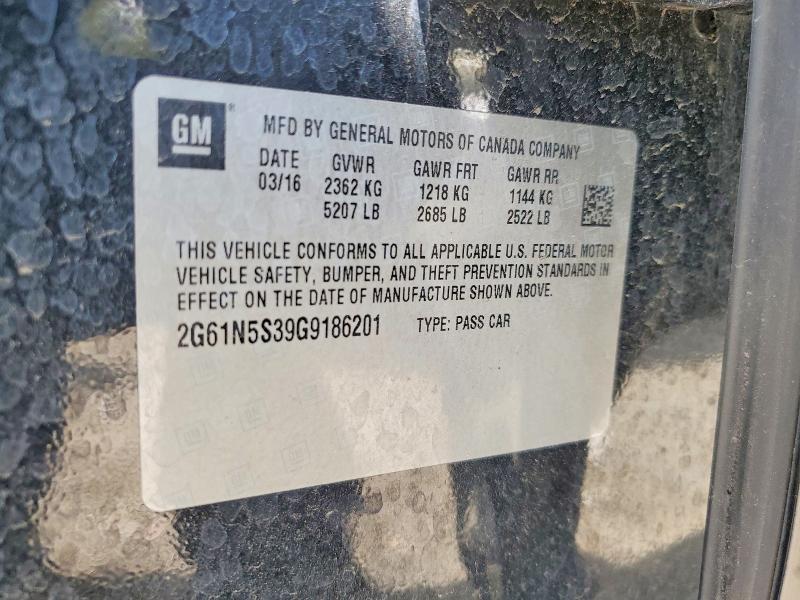 GM ®
MFD BY GENERAL MOTORS OF CANADA COMPANY
DATE GVWR GAWR FRT GAWR RR
03/16 2362 KG 1218 KG 1144 KG
5207 LB 2685 LB 2522 LB
THIS VEHICLE CONFORMS TO ALL APPLICABLE U.S. FEDERAL MOTOR
VEHICLE SAFETY, BUMPER, AND THEFT PREVENTION STANDARDS IN
EFFECT ON THE DATE OF MANUFACTURE SHOWN ABOVE.
2G61N5S39G9186201 TYPE: PASS CAR